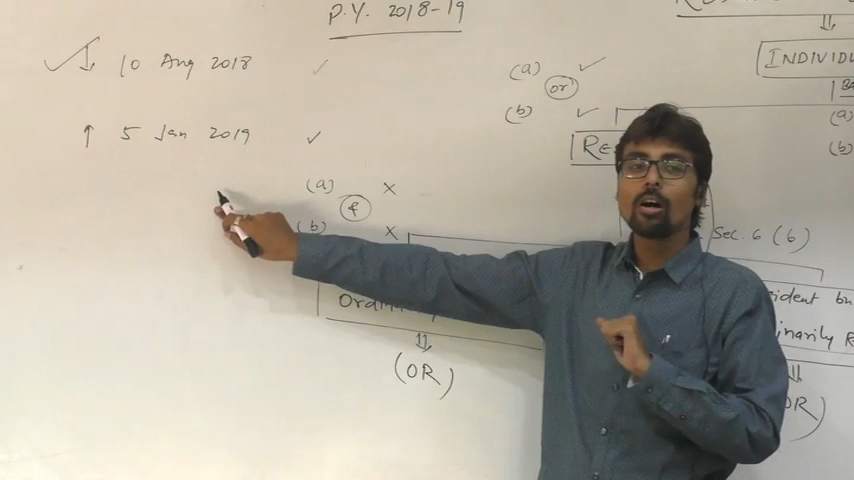 P.Y. 2018-19
10 Aug 2018
5 Jan 2019
(a)
or
(b)
INDIVIDU
(a)
(b)
RE
(a)
&
(b)
Sec. 6 (6)
Ordin
(OR)
ident bu
inarily R
OR)